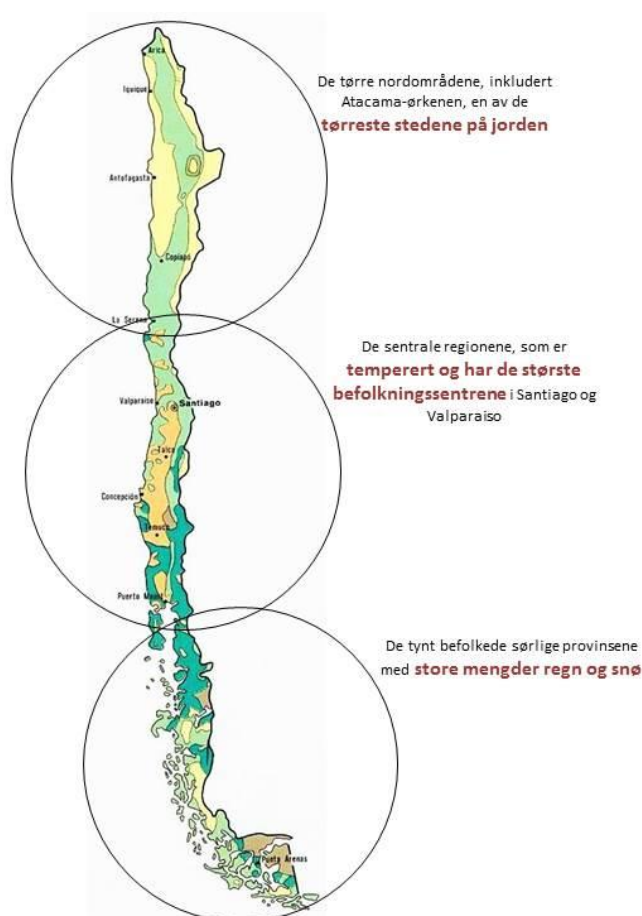 Arica
Iquique
De tørre nordområdene, inkludert
Atacama-ørkenen, en av de
tørreste stedene på jorden
Antofagasta
Copiapó
La Serena
De sentrale regionene, som er
temperert og har de største
befolkningssentrene i Santiago og
Valparaiso
Valparaíso
Santiago
Talca
Concepción
Temuco
Puerto Montt
De tynt befolkede sørlige provinsene
med store mengder regn og snø
Punta Arenas